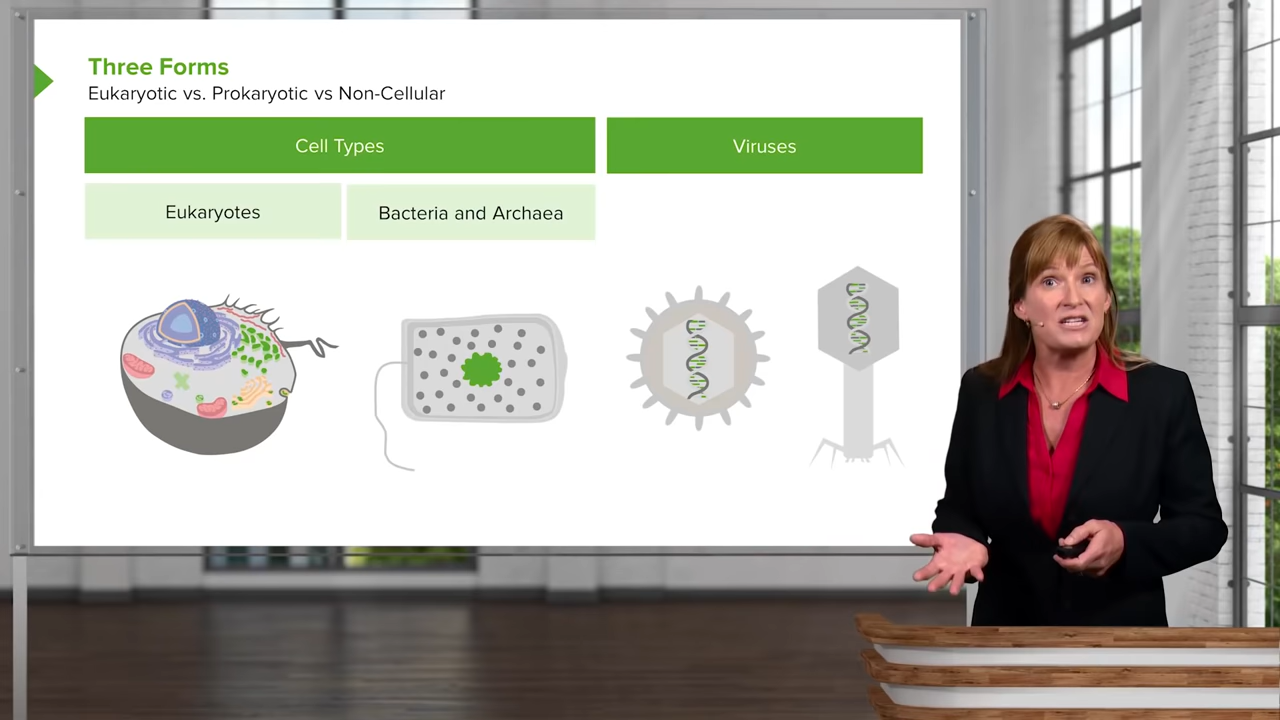 Three Forms
Eukaryotic vs. Prokaryotic vs Non-Cellular
Cell Types
Viruses
Eukaryotes
Bacteria and Archaea